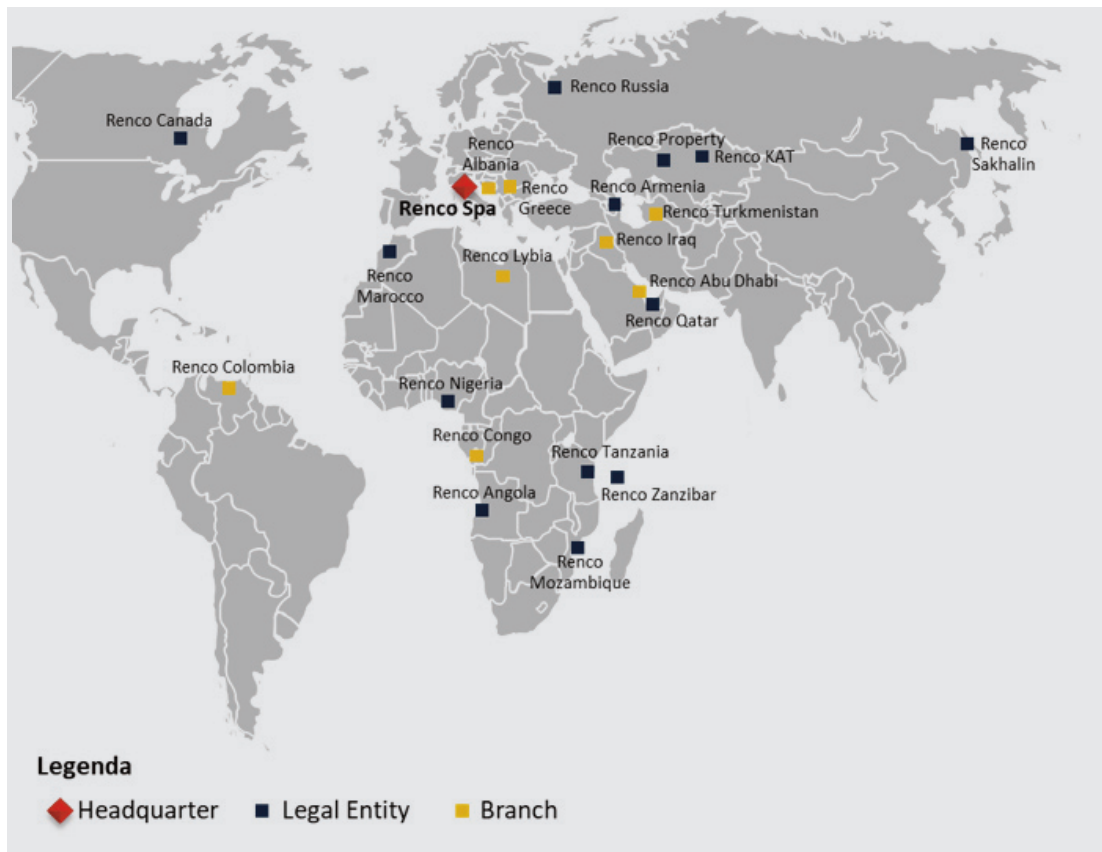 Renco Russia
Renco Canada
Renco Property
Renco KAT
Renco
Sakhalin
Renco
Albania
Renco
Greece
Renco Spa
Renco Armenia
Renco Turkmenistan
Renco Iraq
Renco Lybia
Renco
Marocco
Renco Abu Dhabi
Renco Qatar
Renco Colombia
Renco Nigeria
Renco Congo
Renco Tanzania
Renco Zanzibar
Renco Angola
Renco
Mozambique
Legenda
Headquarter
Legal Entity
Branch